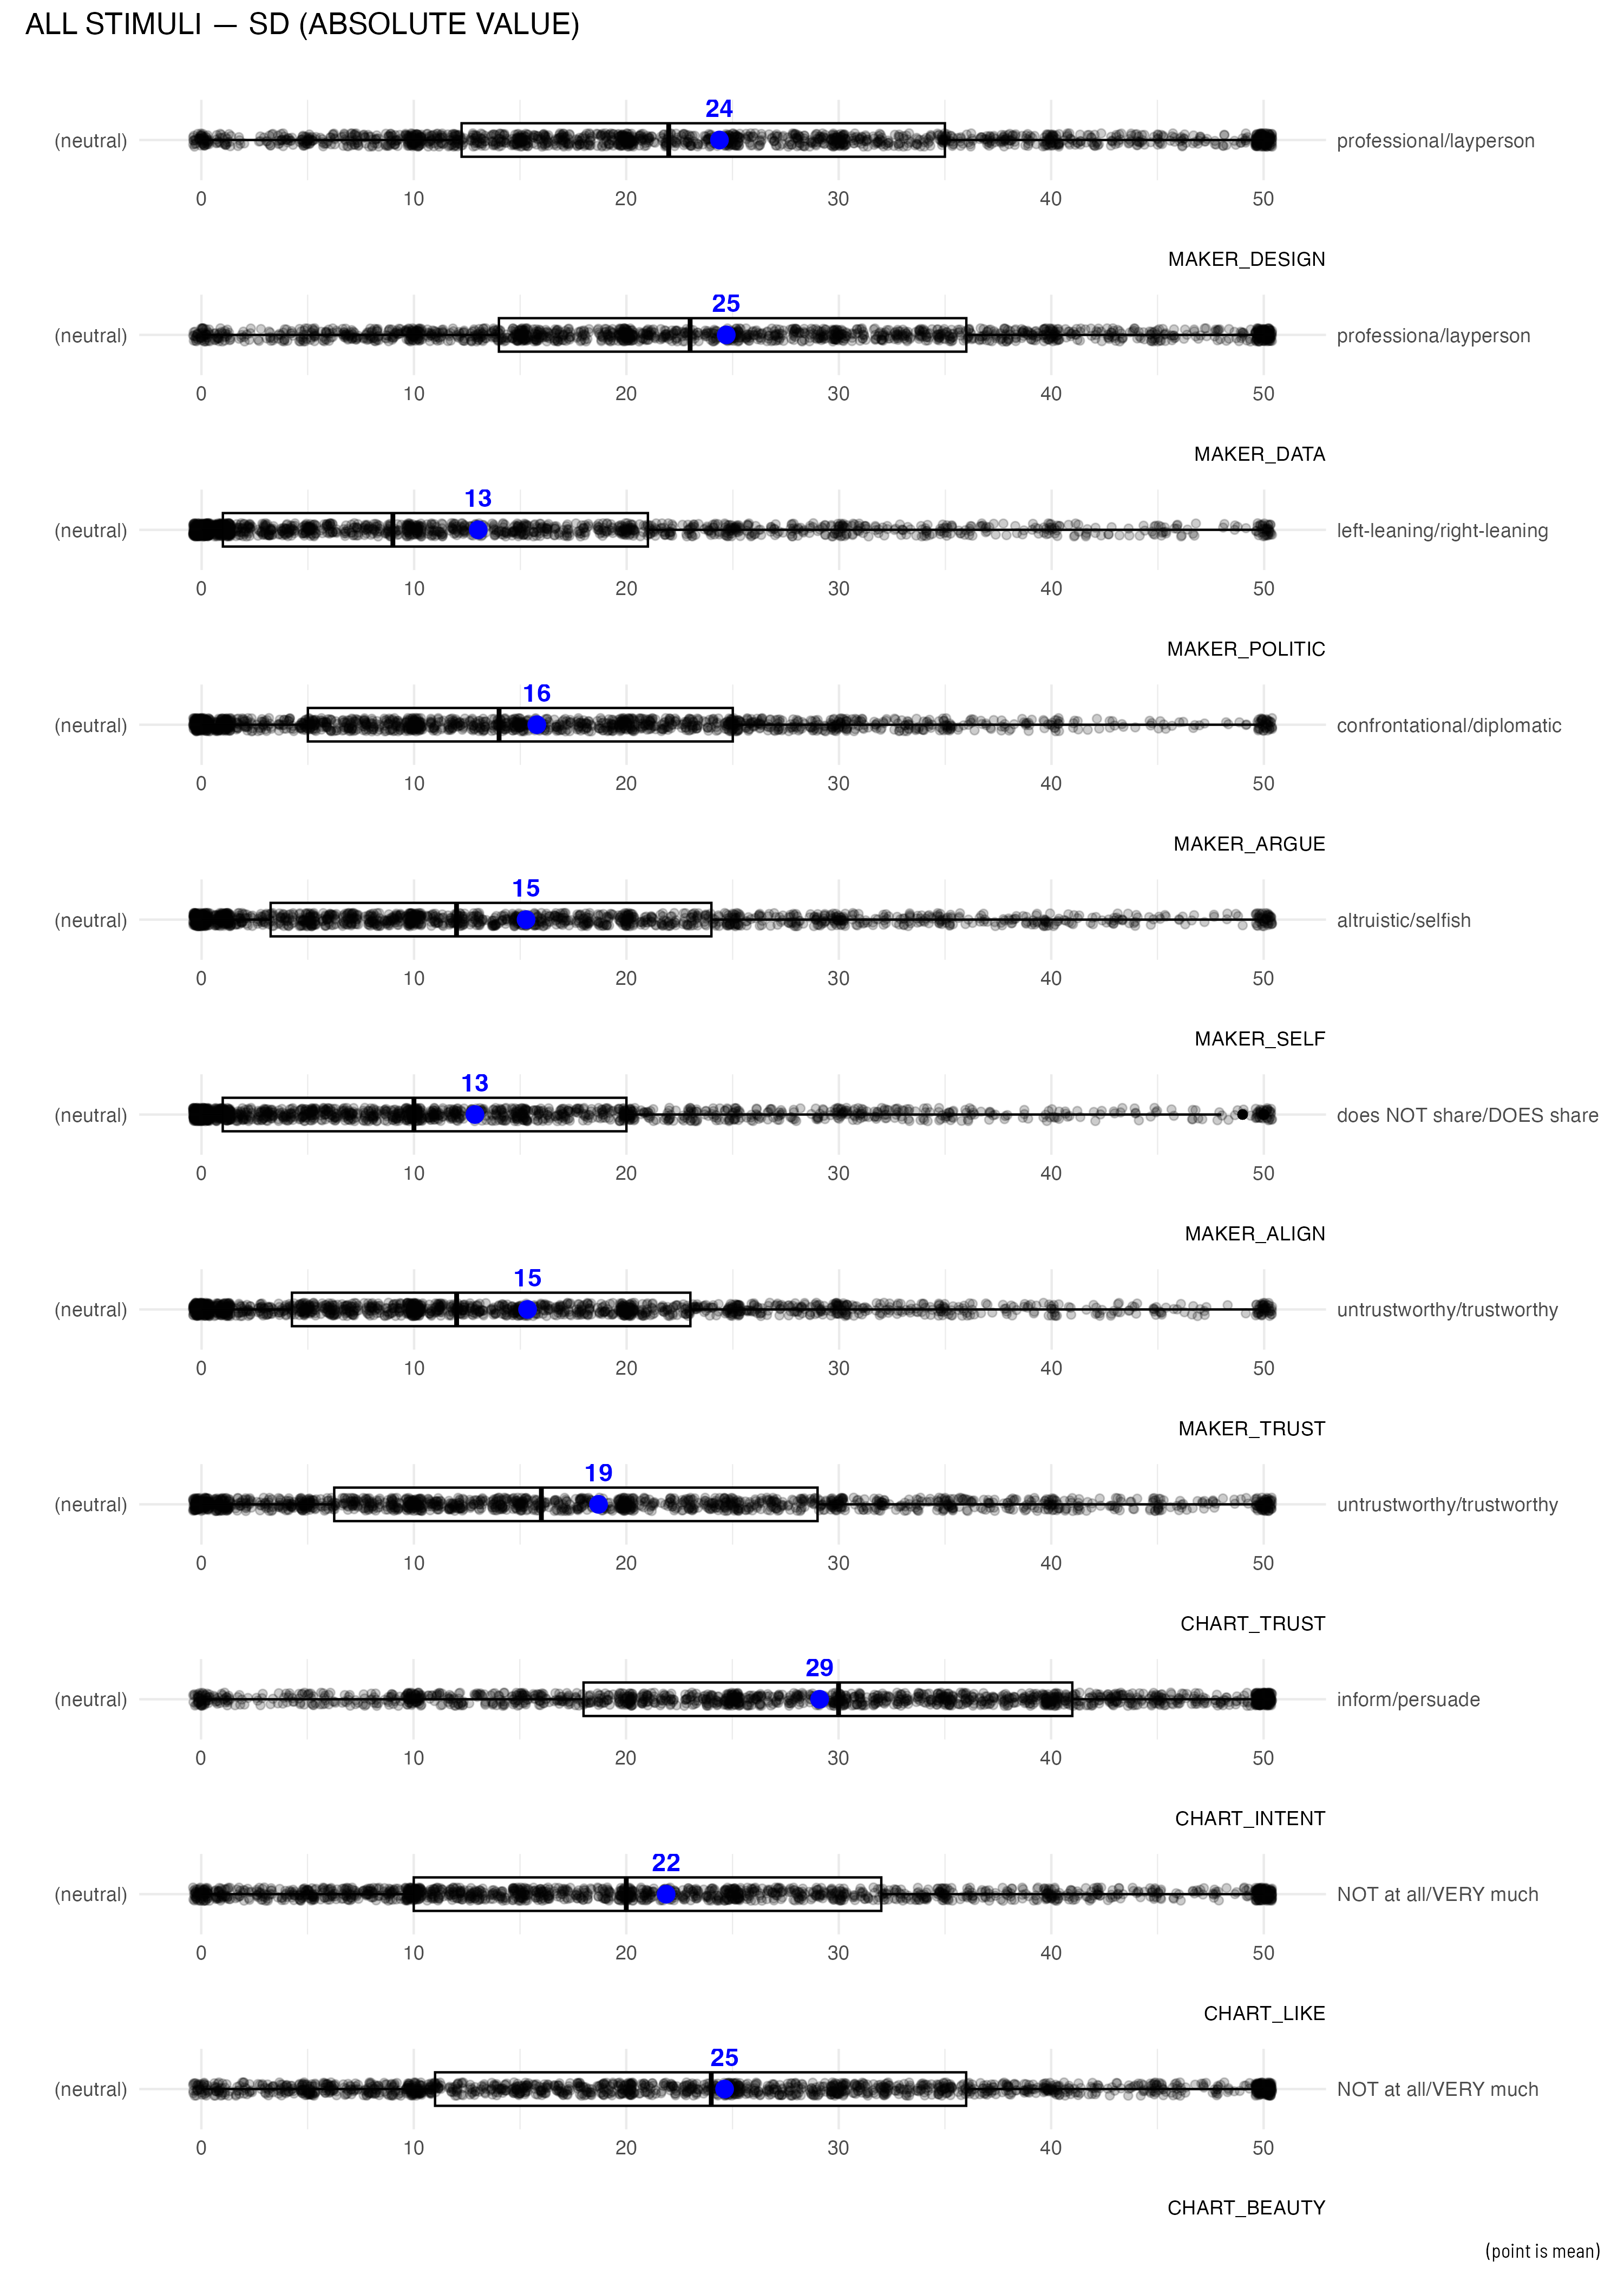 ALL STIMULI — SD (ABSOLUTE VALUE)
24
(neutral) professional/layperson
0 10 20 30 40 50
MAKER_DESIGN
25
(neutral) professiona/layperson
0 10 20 30 40 50
MAKER_DATA
13
(neutral) left-leaning/right-leaning
0 10 20 30 40 50
MAKER_POLITIC
16
(neutral) confrontational/diplomatic
0 10 20 30 40 50
MAKER_ARGUE
15
(neutral) altruistic/selfish
0 10 20 30 40 50
MAKER_SELF
13
(neutral) does NOT share/DOES share
0 10 20 30 40 50
MAKER_ALIGN
15
(neutral) untrustworthy/trustworthy
0 10 20 30 40 50
MAKER_TRUST
19
(neutral) untrustworthy/trustworthy
0 10 20 30 40 50
CHART_TRUST
29
(neutral) inform/persuade
0 10 20 30 40 50
CHART_INTENT
22
(neutral) NOT at all/VERY much
0 10 20 30 40 50
CHART_LIKE
25
(neutral) NOT at all/VERY much
0 10 20 30 40 50
CHART_BEAUTY
(point is mean)